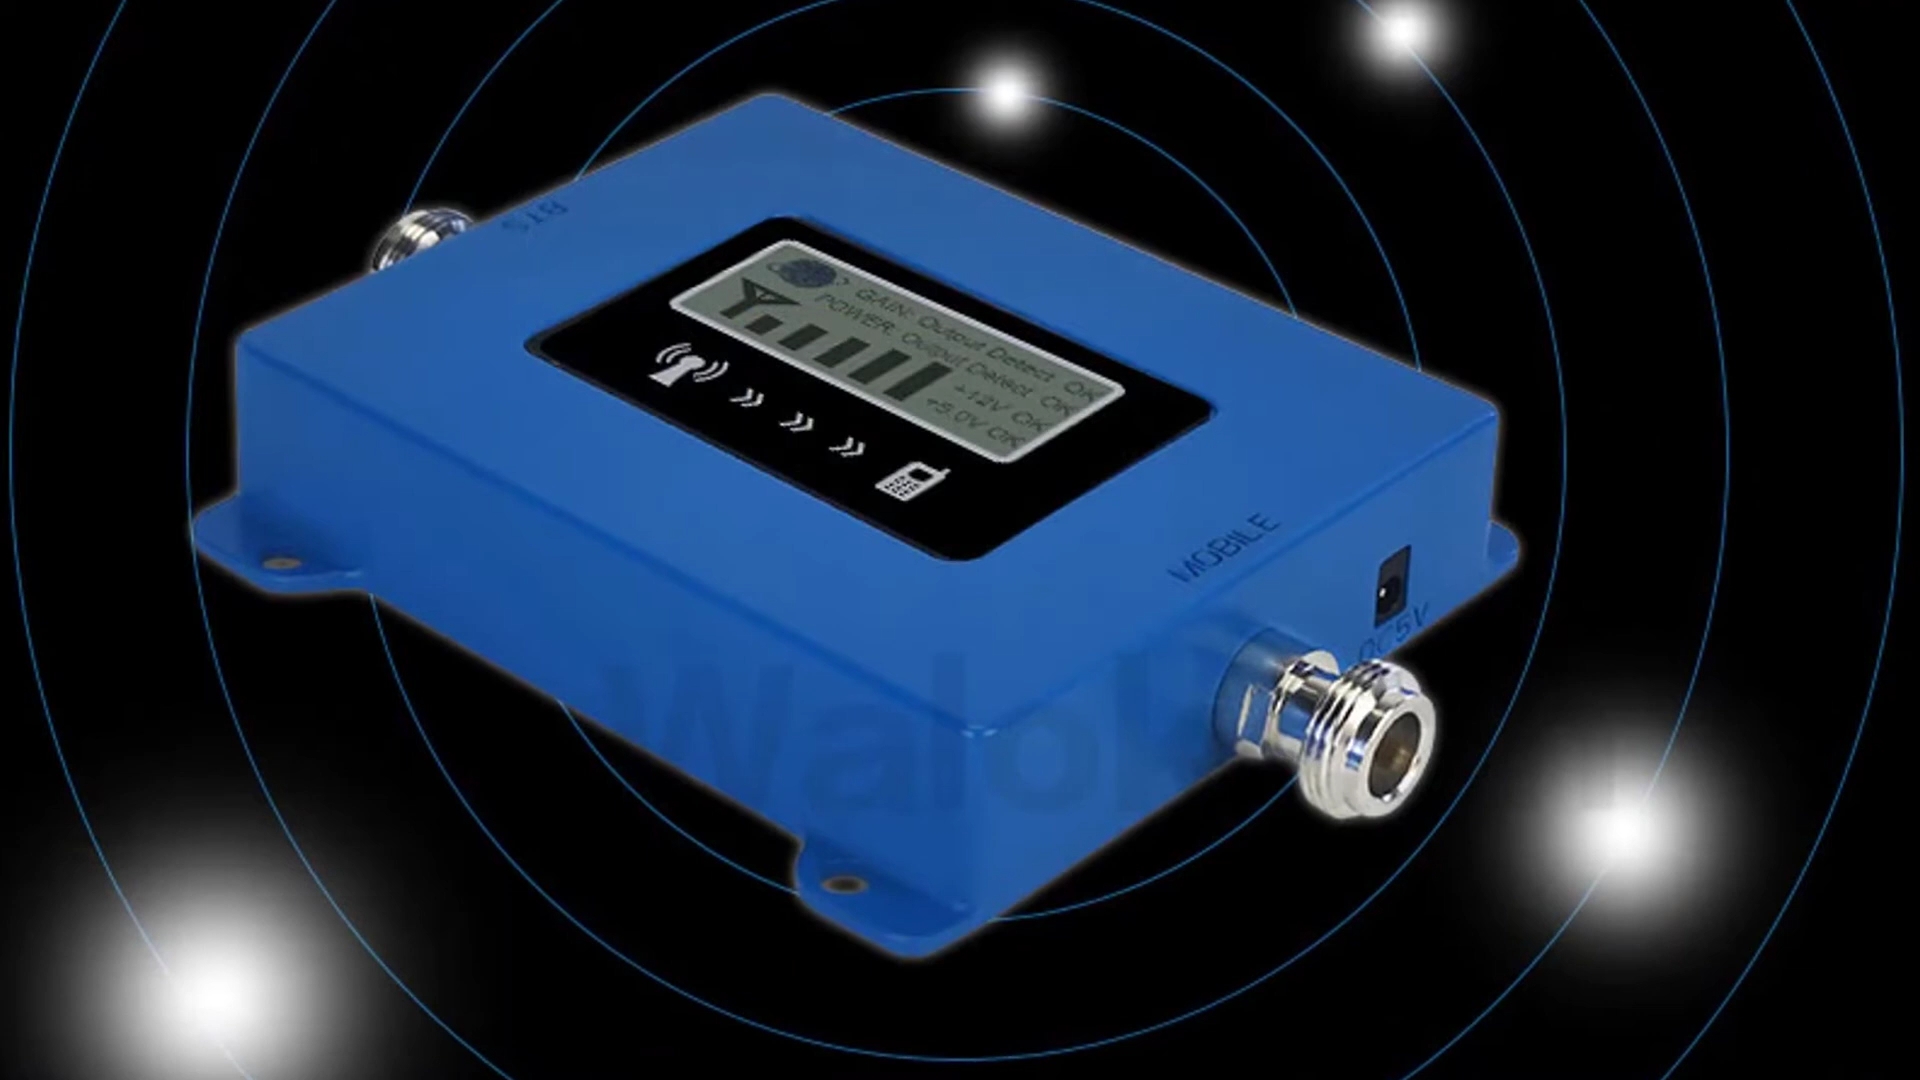 BTS
GAIN: Output Detect OK
POWER: Output Detect OK
+12V OK
+5.0V OK
MOBILE
DC5V